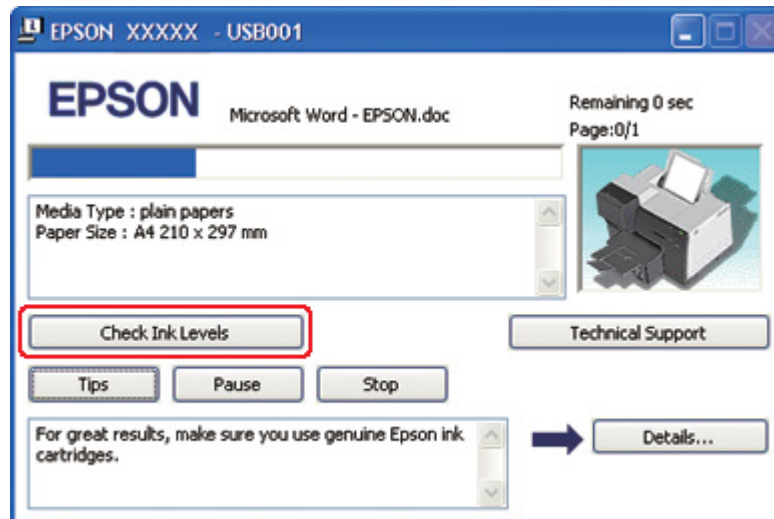 EPSON XXXXX - USB001
EPSON
Microsoft Word - EPSON.doc
Remaining 0 sec
Page:0/1
Media Type : plain papers
Paper Size : A4 210 x 297 mm
Check Ink Levels
Technical Support
Tips
Pause
Stop
For great results, make sure you use genuine Epson ink
cartridges.
Details...